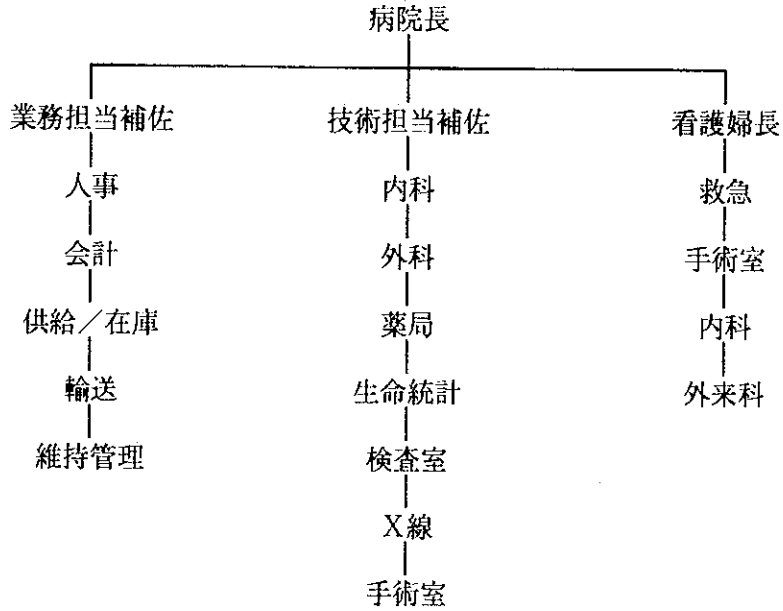 病院長
業務担当補佐
技術担当補佐
看護婦長
人事
内科
救急
会計
外科
手術室
供給／在庫
薬局
内科
輸送
生命統計
外来科
維持管理
検査室
X線
手術室